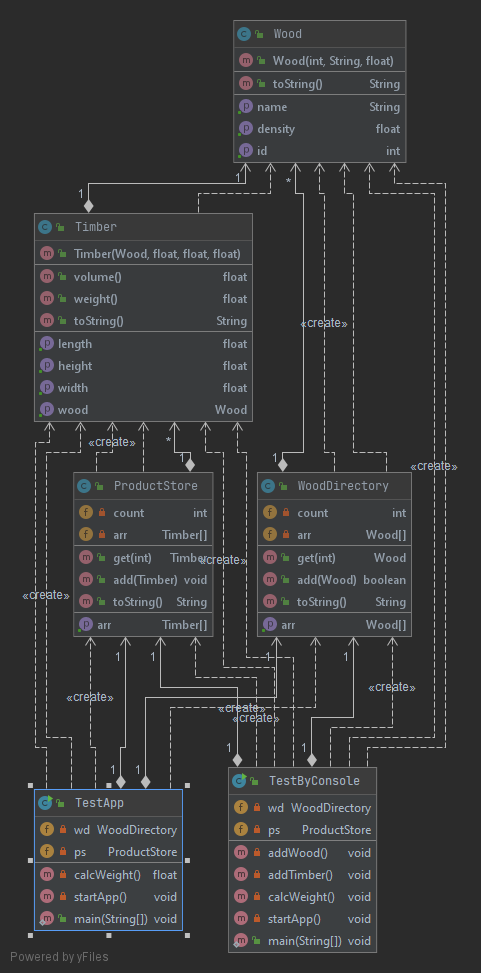 Wood
Wood(int, String, float)
toString() String
name String
density float
id int
1
*
Timber
Timber(Wood, float, float, float)
volume() float
weight() float
toString() String
length float
height float
width float
wood Wood
1
«create»
«create»
*
1
1
«create»
ProductStore
count int
arr Timber[]
get(int) Timber
add(Timber) void
toString() String
arr Timber[]
WoodDirectory
count int
arr Wood[]
get(int) Wood
add(Wood) boolean
toString() String
arr Wood[]
«create»
«create»
1
1
1
1
«create»
«create»
«create»
«create»
1
1
1
1
TestApp
wd WoodDirectory
ps ProductStore
calcWeight() float
startApp() void
main(String[]) void
TestByConsole
wd WoodDirectory
ps ProductStore
addWood() void
addTimber() void
calcWeight() void
startApp() void
main(String[]) void
Powered by yFiles